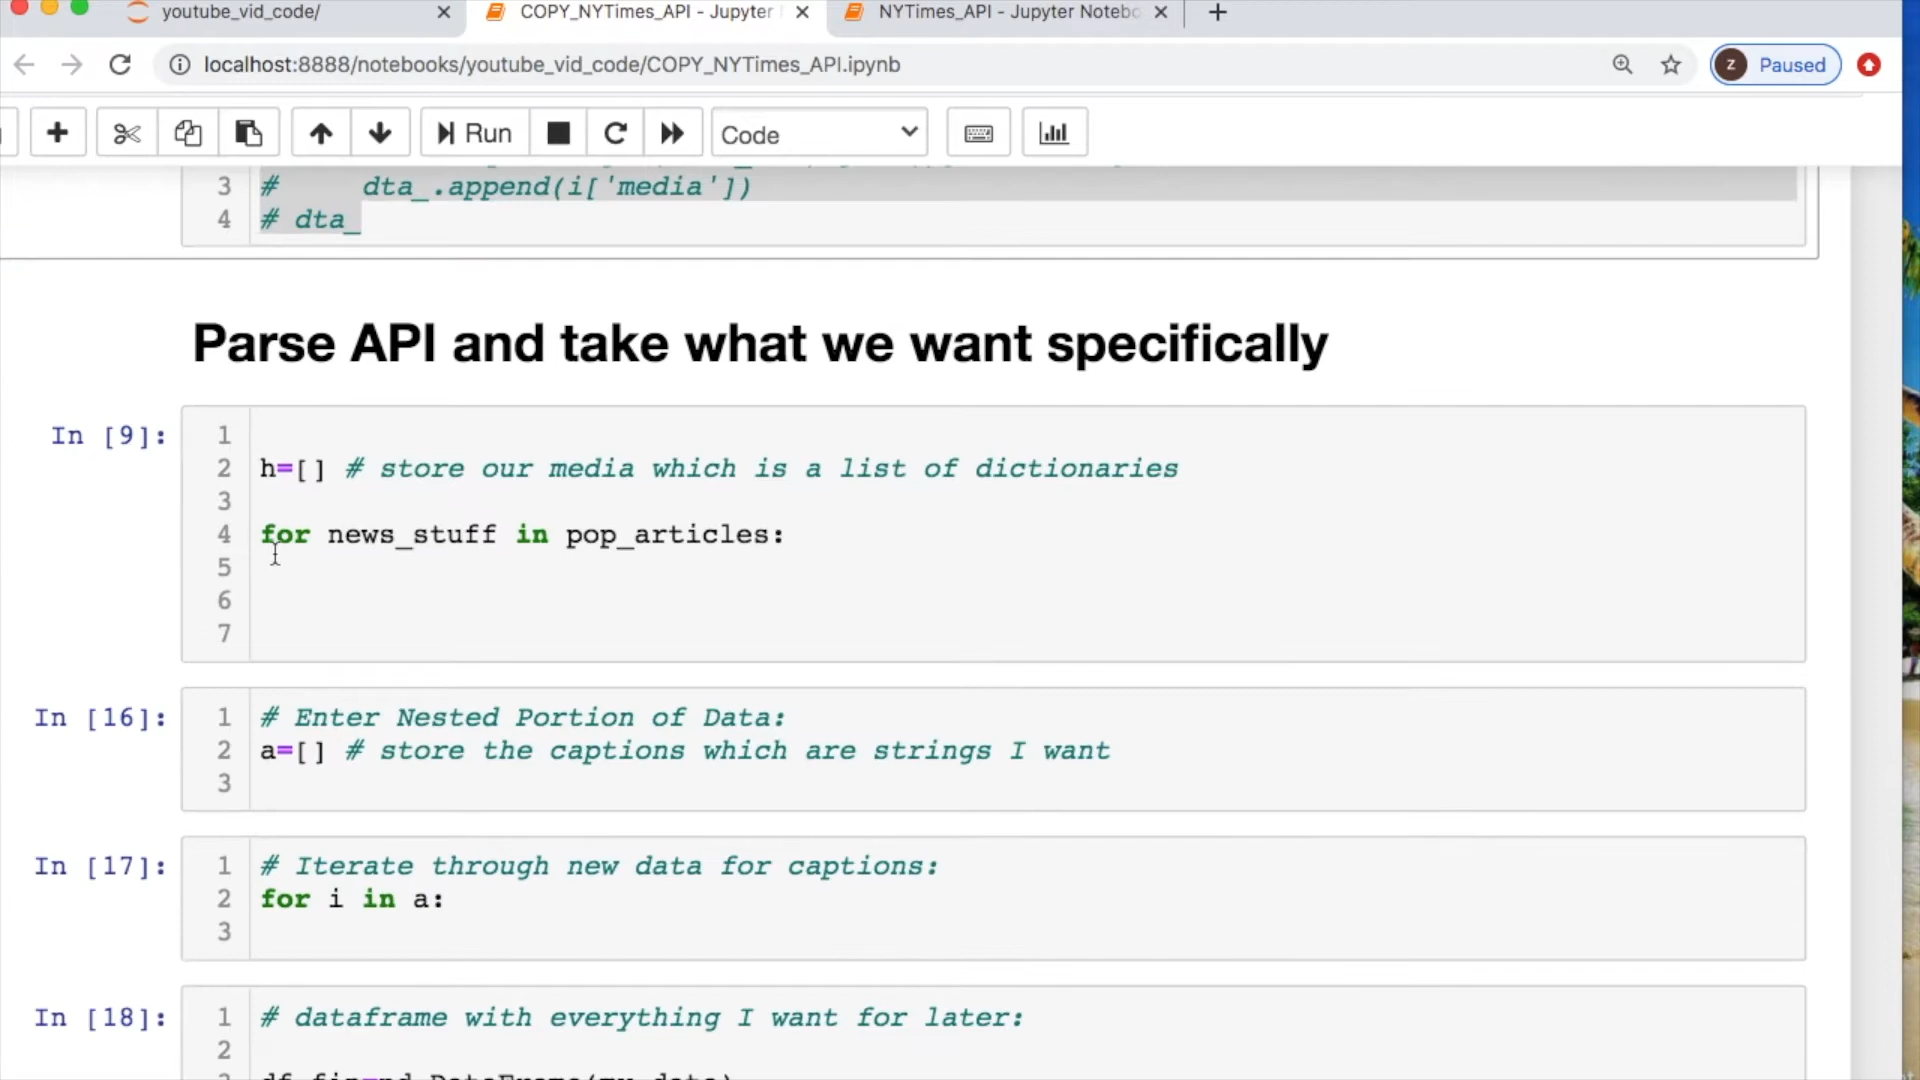 youtube_vid_code/
COPY_NYTimes_API - Jupyter
NYTimes_API - Jupyter Notebo
localhost:8888/notebooks/youtube_vid_code/COPY_NYTimes_API.ipynb
z
Paused
Run
Code
3 # dta_.append(i['media'])
4 # dta_
Parse API and take what we want specifically
In [9]:
1
2 h=[] # store our media which is a list of dictionaries
3
4 for news_stuff in pop_articles:
5
6
7
In [16]:
1 # Enter Nested Portion of Data:
2 a=[] # store the captions which are strings I want
3
In [17]:
1 # Iterate through new data for captions:
2 for i in a:
3
In [18]:
1 # dataframe with everything I want for later:
2